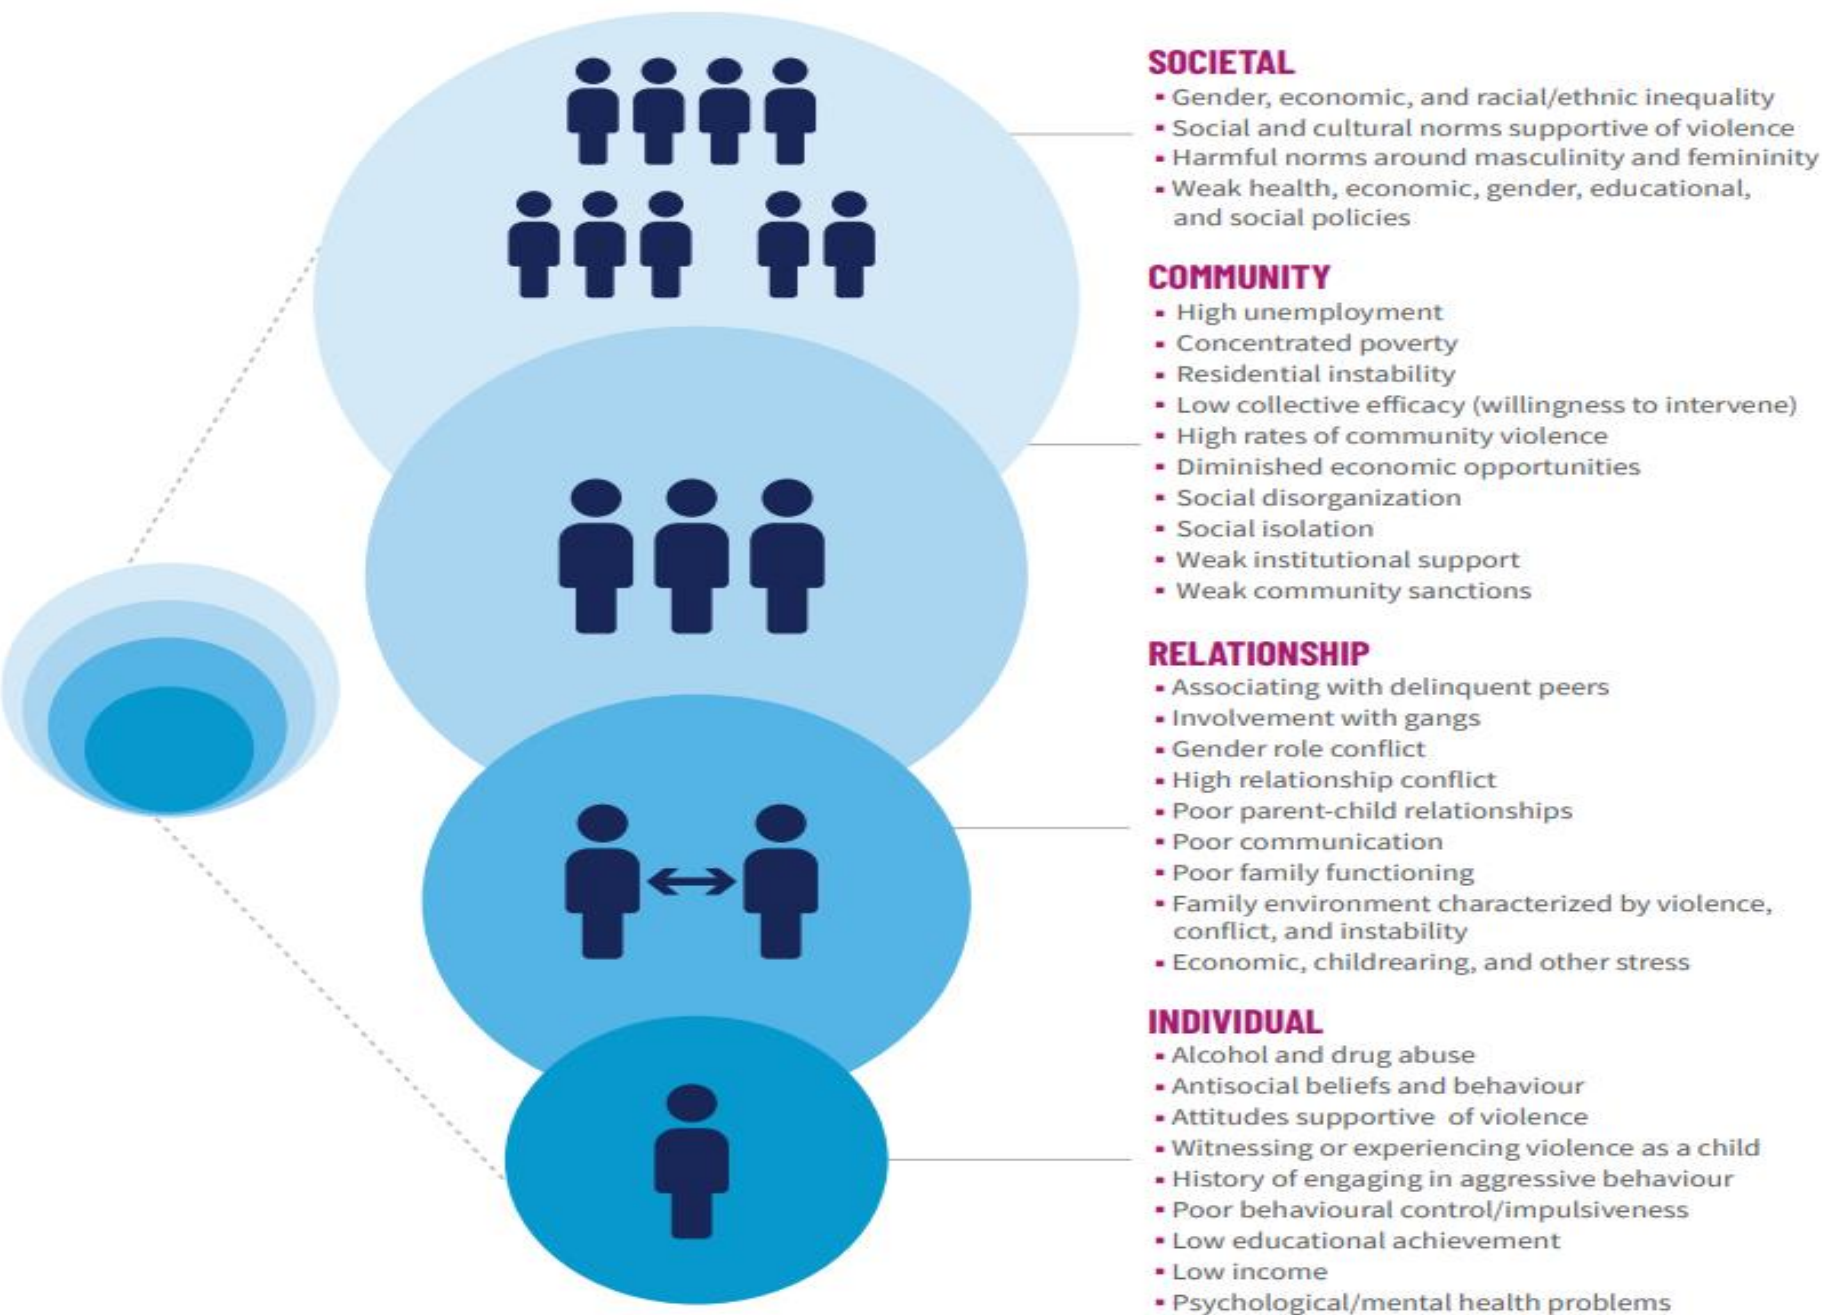 SOCIETAL
▪ Gender, economic, and racial/ethnic inequality
▪ Social and cultural norms supportive of violence
▪ Harmful norms around masculinity and femininity
▪ Weak health, economic, gender, educational,
and social policies
COMMUNITY
▪ High unemployment
▪ Concentrated poverty
▪ Residential instability
▪ Low collective efficacy (willingness to intervene)
▪ High rates of community violence
▪ Diminished economic opportunities
▪ Social disorganization
▪ Social isolation
▪ Weak institutional support
▪ Weak community sanctions
RELATIONSHIP
▪ Associating with delinquent peers
▪ Involvement with gangs
▪ Gender role conflict
▪ High relationship conflict
▪ Poor parent-child relationships
▪ Poor communication
▪ Poor family functioning
▪ Family environment characterized by violence,
conflict, and instability
▪ Economic, childrearing, and other stress
INDIVIDUAL
▪ Alcohol and drug abuse
▪ Antisocial beliefs and behaviour
▪ Attitudes supportive of violence
▪ Witnessing or experiencing violence as a child
▪ History of engaging in aggressive behaviour
▪ Poor behavioural control/impulsiveness
▪ Low educational achievement
▪ Low income
▪ Psychological/mental health problems